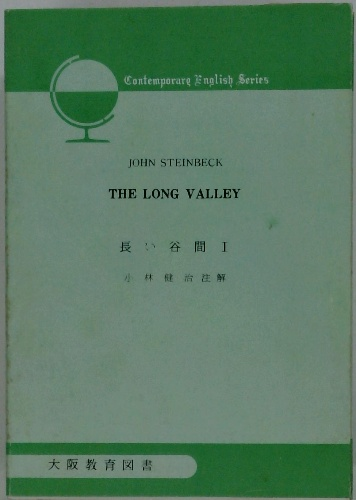 Contemporary English Series
JOHN STEINBECK
THE LONG VALLEY
長い谷間 I
小林健治注解
大阪教育図書